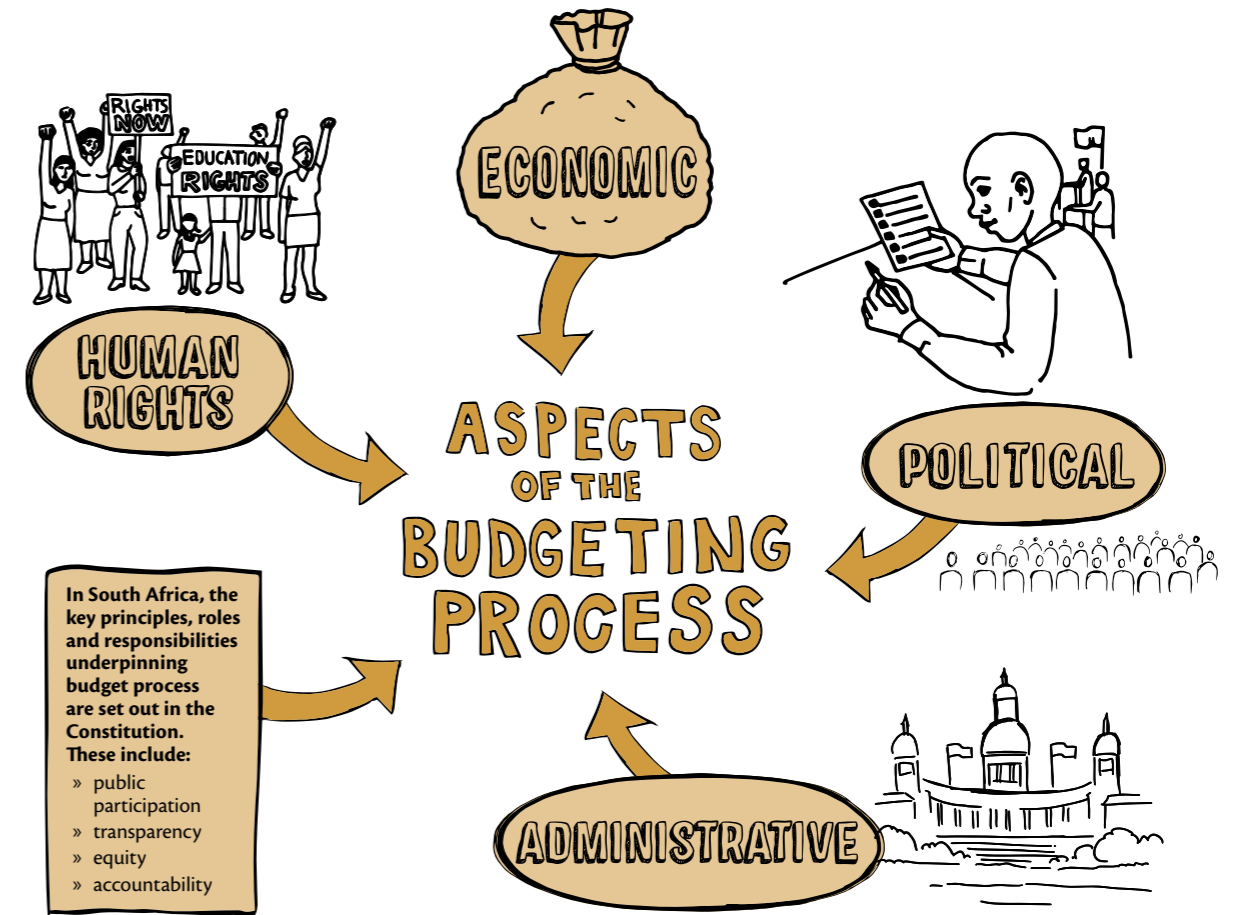 RIGHTS
NOW
EDUCATION
RIGHTS
ECONOMIC
HUMAN
RIGHTS
POLITICAL
ASPECTS
OF THE
BUDGETING
PROCESS
In South Africa, the
key principles, roles
and responsibilities
underpinning
budget process
are set out in the
Constitution.
These include:
» public
participation
» transparency
» equity
» accountability
ADMINISTRATIVE